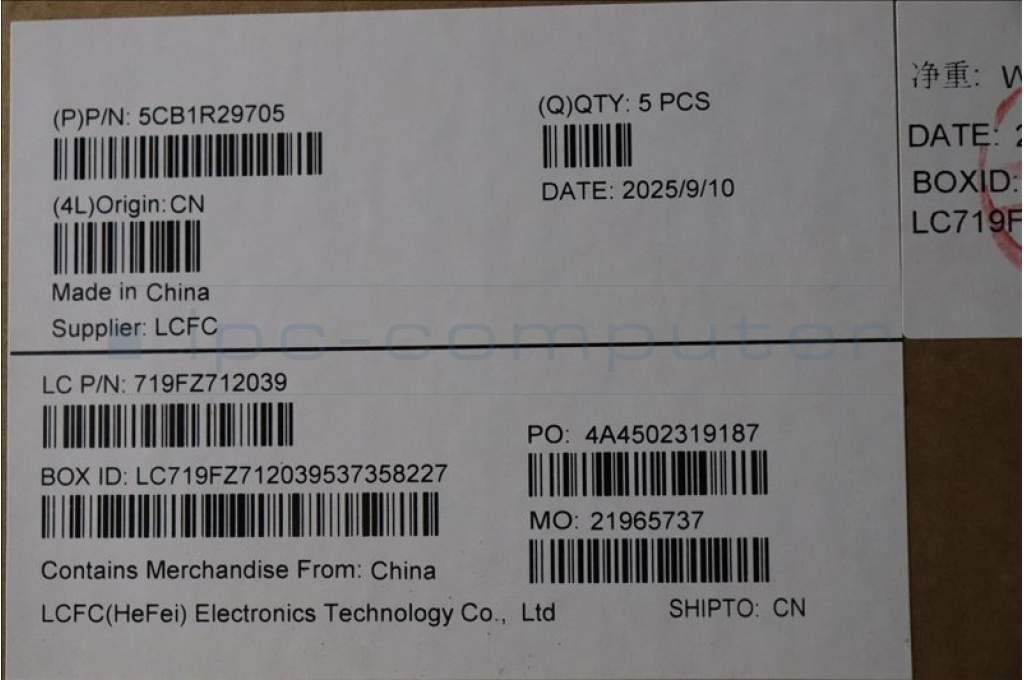 (P)P/N: 5CB1R29705
(Q)QTY: 5 PCS
(4L)Origin:CN
DATE: 2025/9/10
Made in China
Supplier: LCFC
ipc-computer
LC P/N: 719FZ712039
PO: 4A4502319187
BOX ID: LC719FZ712039537358227
MO: 21965737
Contains Merchandise From: China
LCFC(HeFei) Electronics Technology Co., Ltd
SHIPTO: CN
净重:
DATE:
BOXID:
LC719F